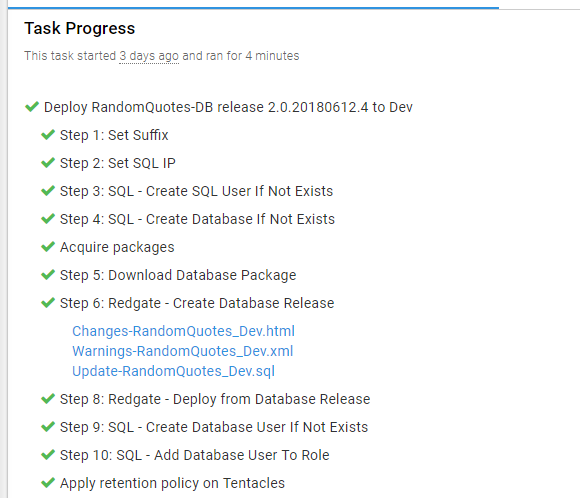 Task Progress
This task started 3 days ago and ran for 4 minutes
Deploy RandomQuotes-DB release 2.0.20180612.4 to Dev
Step 1: Set Suffix
Step 2: Set SQL IP
Step 3: SQL - Create SQL User If Not Exists
Step 4: SQL - Create Database If Not Exists
Acquire packages
Step 5: Download Database Package
Step 6: Redgate - Create Database Release
Changes-RandomQuotes_Dev.html
Warnings-RandomQuotes_Dev.xml
Update-RandomQuotes_Dev.sql
Step 8: Redgate - Deploy from Database Release
Step 9: SQL - Create Database User If Not Exists
Step 10: SQL - Add Database User To Role
Apply retention policy on Tentacles